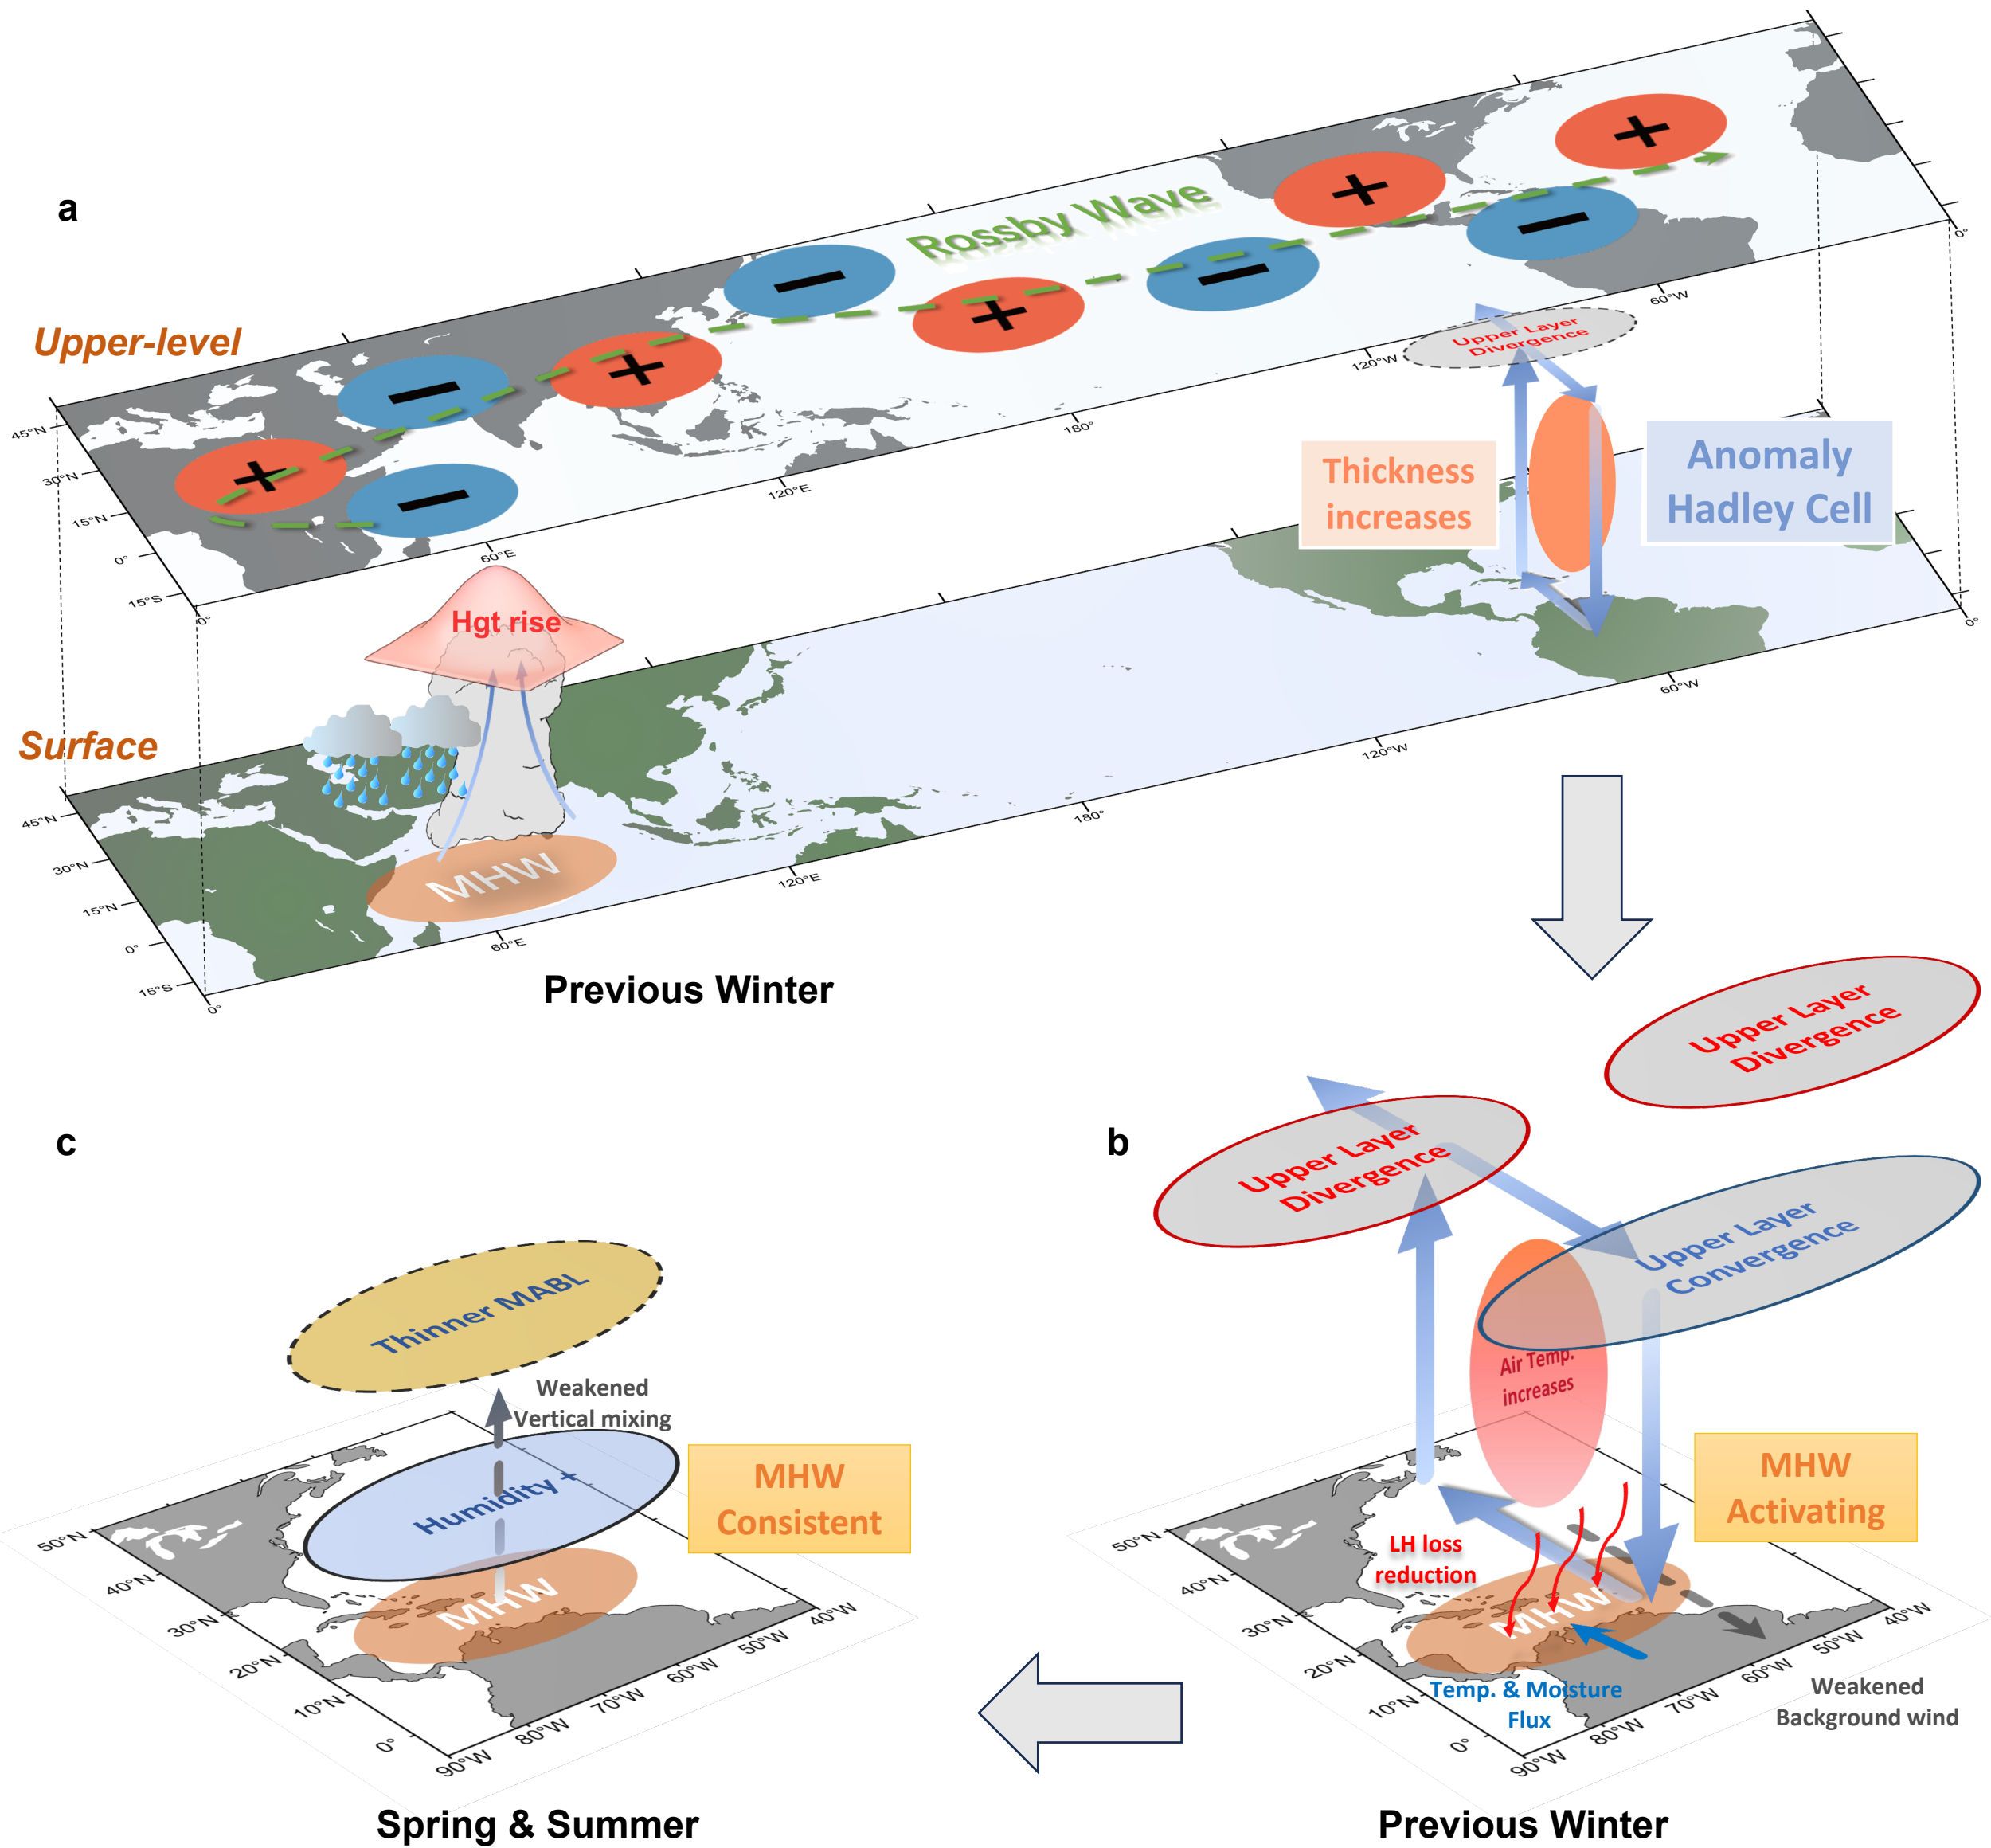 a
Rossby Wave
Upper-level
45°N
30°N
15°N
0°
15°S
0°
60°E
120°E
180°
120°W
60°W
0°
Upper Layer
Divergence
Thickness
increases
Anomaly
Hadley Cell
Hgt rise
Surface
MHW
45°N
30°N
15°N
0°
15°S
0°
60°E
120°E
180°
120°W
60°W
0°
Previous Winter
b
Upper Layer
Divergence
Upper Layer
Divergence
Upper Layer
Convergence
Air Temp.
increases
MHW
Activating
LH loss
reduction
MHW
Temp. & Moisture
Flux
Weakened
Background wind
50°N
40°N
30°N
20°N
10°N
0°
90°W
80°W
70°W
60°W
50°W
40°W
Previous Winter
c
Thinner MABL
Weakened
Vertical mixing
Humidity +
MHW
Consistent
MHW
50°N
40°N
30°N
20°N
10°N
0°
90°W
80°W
70°W
60°W
50°W
40°W
Spring & Summer